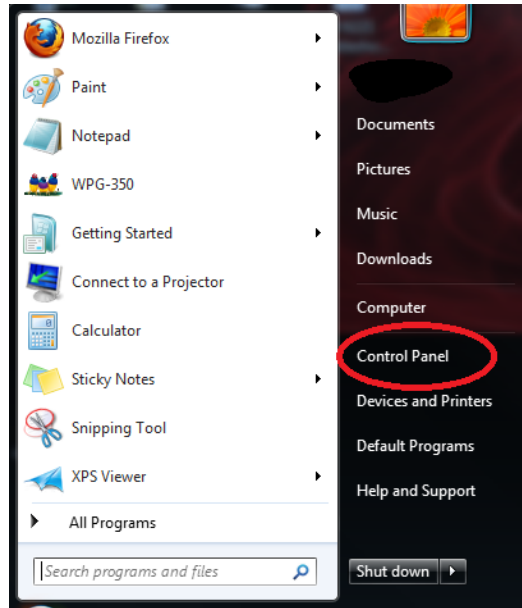 Mozilla Firefox
Paint
Notepad
WPG-350
Getting Started
Connect to a Projector
Calculator
Sticky Notes
Snipping Tool
XPS Viewer
All Programs
Search programs and files
Documents
Pictures
Music
Downloads
Computer
Control Panel
Devices and Printers
Default Programs
Help and Support
Shut down